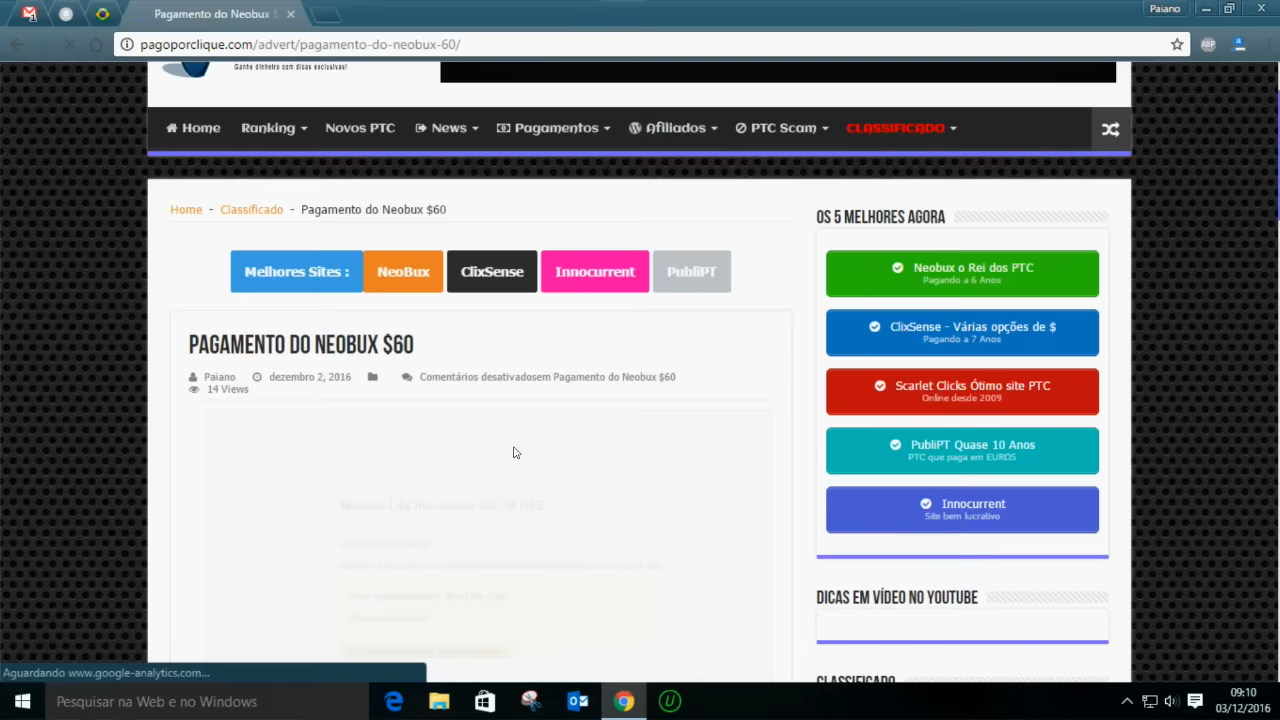 Pagamento do Neobux $
Paiano
pagoporclique.com/advert/pagamento-do-neobux-60/
Ganhe dinheiro com dicas exclusivas!
Home
Ranking
Novos PTC
News
Pagamentos
Afiliados
PTC Scam
CLASSIFICADO
Home - Classificado - Pagamento do Neobux $60
Melhores Sites :
NeoBux
ClixSense
Innocurrent
PubliPT
PAGAMENTO DO NEOBUX $60
Paiano
dezembro 2, 2016
Comentários desativadosem Pagamento do Neobux $60
14 Views
OS 5 MELHORES AGORA
Neobux o Rei dos PTC
Pagando a 6 Anos
ClixSense - Várias opções de $
Pagando a 7 Anos
Scarlet Clicks Ótimo site PTC
Online desde 2009
PubliPT Quase 10 Anos
PTC que paga em EUROS
Innocurrent
Site bem lucrativo
DICAS EM VÍDEO NO YOUTUBE
CLASSIFICADO
Aguardando www.google-analytics.com...
Pesquisar na Web e no Windows
09:10
03/12/2016